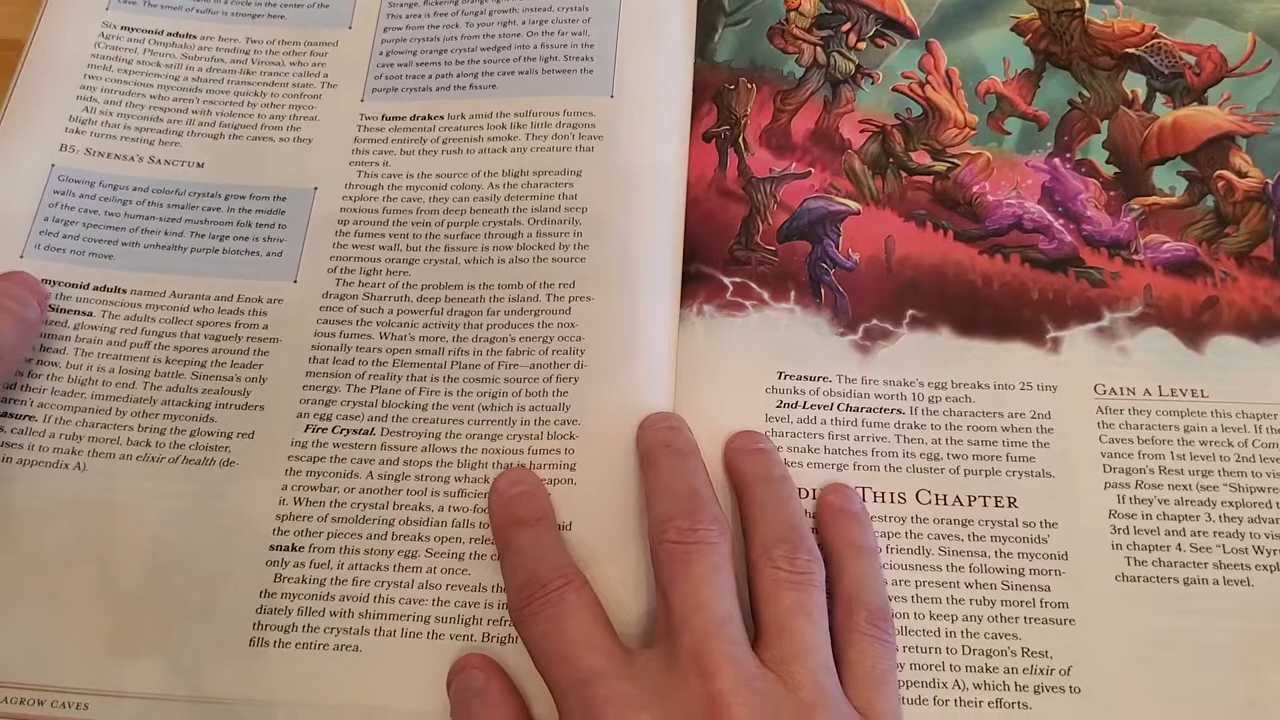 in a circle in the center of the
cave. The smell of sulfur is stronger here.
Six myconid adults are here. Two of them (named
Agric and Omphalo) are tending to the other four
(Craterel, Pleuro, Subrufus, and Virosa), who are
standing stock-still in a dream-like trance called a
meld, experiencing a shared transcendent state. The
two conscious myconids move quickly to confront
any intruders who aren't escorted by other myco-
nids, and they respond with violence to any threat.
All six myconids are ill and fatigued from the
blight that is spreading through the caves, so they
take turns resting here.
B5: Sinensa's Sanctum
Glowing fungus and colorful crystals grow from the
walls and ceilings of this smaller cave. In the middle
of the cave, two human-sized mushroom folk tend to
a larger specimen of their kind. The large one is shriv-
eled and covered with unhealthy purple blotches, and
it does not move.
myconid adults named Auranta and Enok are
the unconscious myconid who leads this
Sinensa. The adults collect spores from a
glowing red fungus that vaguely resem-
brain and puff the spores around the
head. The treatment is keeping the leader
now, but it is a losing battle. Sinensa's only
is for the blight to end. The adults zealously
their leader, immediately attacking intruders
aren't accompanied by other myconids.
If the characters bring the glowing red
called a ruby morel, back to the cloister,
uses it to make them an elixir of health (de-
in appendix A).
Strange, flickering orange
This area is free of fungal growth; instead, crystals
grow from the rock. To your right, a large cluster of
purple crystals juts from the stone. On the far wall,
a glowing orange crystal wedged into a fissure in the
cave wall seems to be the source of the light. Streaks
of soot trace a path along the cave walls between the
purple crystals and the fissure.
Two fume drakes lurk amid the sulfurous fumes.
These elemental creatures look like little dragons
formed entirely of greenish smoke. They don't leave
this cave, but they rush to attack any creature that
enters it.
This cave is the source of the blight spreading
through the myconid colony. As the characters
explore the cave, they can easily determine that
noxious fumes from deep beneath the island seep
up around the vein of purple crystals. Ordinarily,
the fumes vent to the surface through a fissure in
the west wall, but the fissure is now blocked by the
enormous orange crystal, which is also the source
of the light here.
The heart of the problem is the tomb of the red
dragon Sharruth, deep beneath the island. The pres-
ence of such a powerful dragon far underground
causes the volcanic activity that produces the nox-
ious fumes. What's more, the dragon's energy occa-
sionally tears open small rifts in the fabric of reality
that lead to the Elemental Plane of Fire—another di-
mension of reality that is the cosmic source of fiery
energy. The Plane of Fire is the origin of both the
orange crystal blocking the vent (which is actually
an egg case) and the creatures currently in the cave.
Fire Crystal. Destroying the orange crystal block-
ing the western fissure allows the noxious fumes to
escape the cave and stops the blight that is harming
the myconids. A single strong whack
a crowbar, or another tool is sufficien
it. When the crystal breaks, a two-foo
sphere of smoldering obsidian falls to
the other pieces and breaks open, relea
snake from this stony egg. Seeing the
only as fuel, it attacks them at once.
Breaking the fire crystal also reveals the
the myconids avoid this cave: the cave is
diately filled with shimmering sunlight refra
through the crystals that line the vent. Bright
fills the entire area.
AGROW CAVES
Treasure. The fire snake's egg breaks into 25 tiny
chunks of obsidian worth 10 gp each.
2nd-Level Characters. If the characters are 2nd
level, add a third fume drake to the room when the
characters first arrive. Then, at the same time the
snake hatches from its egg, two more fume
kes emerge from the cluster of purple crystals.
This Chapter
estroy the orange crystal so the
cape the caves, the myconids'
friendly. Sinensa, the myconid
sciousness the following morn-
are present when Sinensa
ves them the ruby morel from
ion to keep any other treasure
ollected in the caves.
return to Dragon's Rest,
morel to make an elixir of
ppendix A), which he gives to
itude for their efforts.
Gain a Level
After they complete this chapter
the characters gain a level. If the
Caves before the wreck of Com
vance from 1st level to 2nd leve
Dragon's Rest urge them to visi
pass Rose next (see "Shipwre
If they've already explored t
Rose in chapter 3, they advan
3rd level and are ready to vis
in chapter 4. See "Lost Wyr
The character sheets expl
characters gain a level.